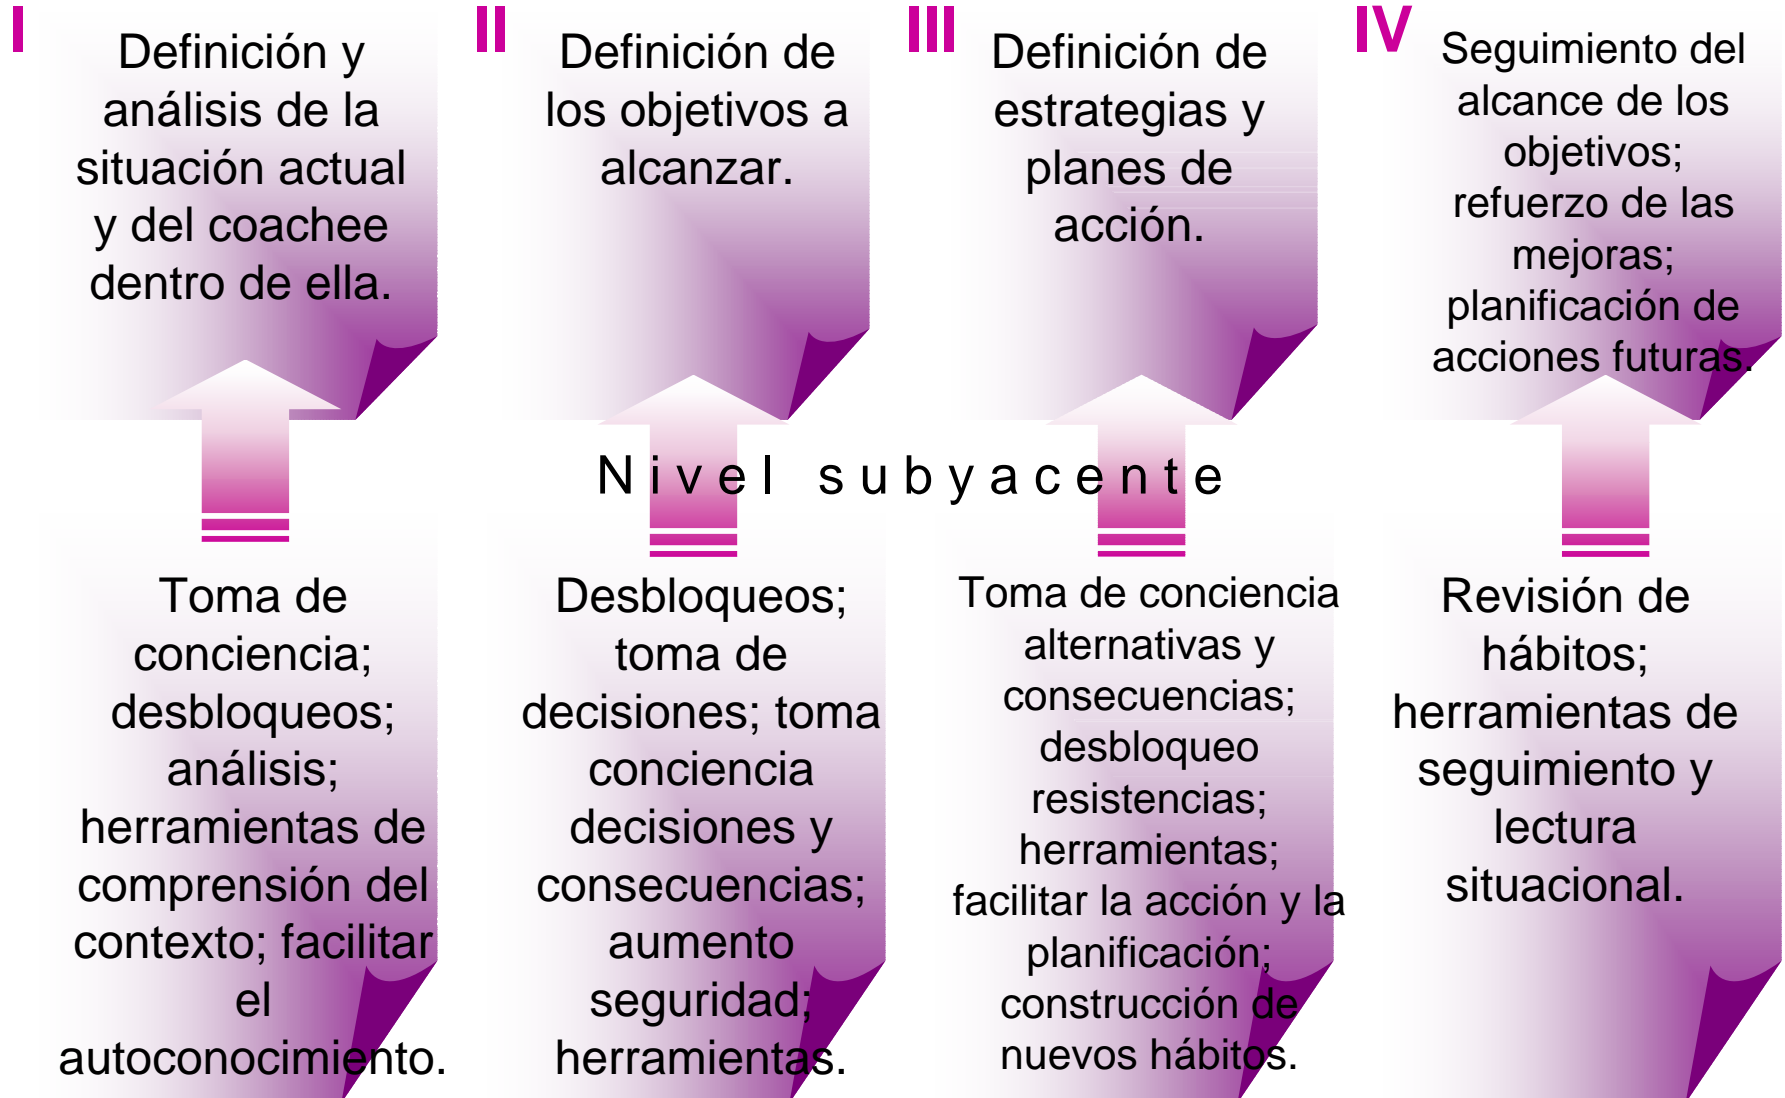 I
Definición y
análisis de la
situación actual
y del coachee
dentro de ella.
II
Definición de
los objetivos a
alcanzar.
III
Definición de
estrategias y
planes de
acción.
IV
Seguimiento del
alcance de los
objetivos;
refuerzo de las
mejoras;
planificación de
acciones futuras.
Nivel subyacente
Toma de
conciencia;
desbloqueos;
análisis;
herramientas de
comprensión del
contexto; facilitar
el
autoconocimiento.
Desbloqueos;
toma de
decisiones; toma
conciencia
decisiones y
consecuencias;
aumento
seguridad;
herramientas.
Toma de conciencia
alternativas y
consecuencias;
desbloqueo
resistencias;
herramientas;
facilitar la acción y la
planificación;
construcción de
nuevos hábitos.
Revisión de
hábitos;
herramientas de
seguimiento y
lectura
situacional.